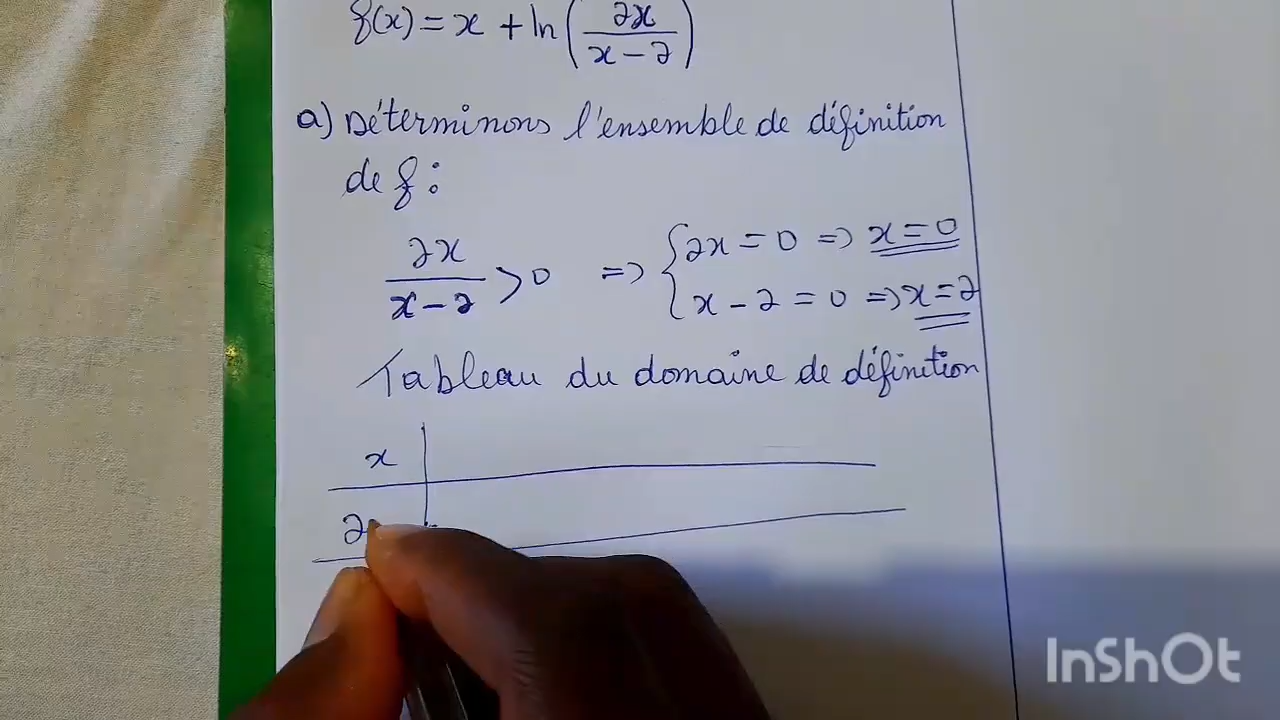 f(x) = x + ln(2x / x - 2)
a) Déterminons l'ensemble de définition
de f :
2x / x - 2 > 0 => { 2x = 0 => x = 0
x - 2 = 0 => x = 2
Tableau du domaine de définition
x
2
InShOt